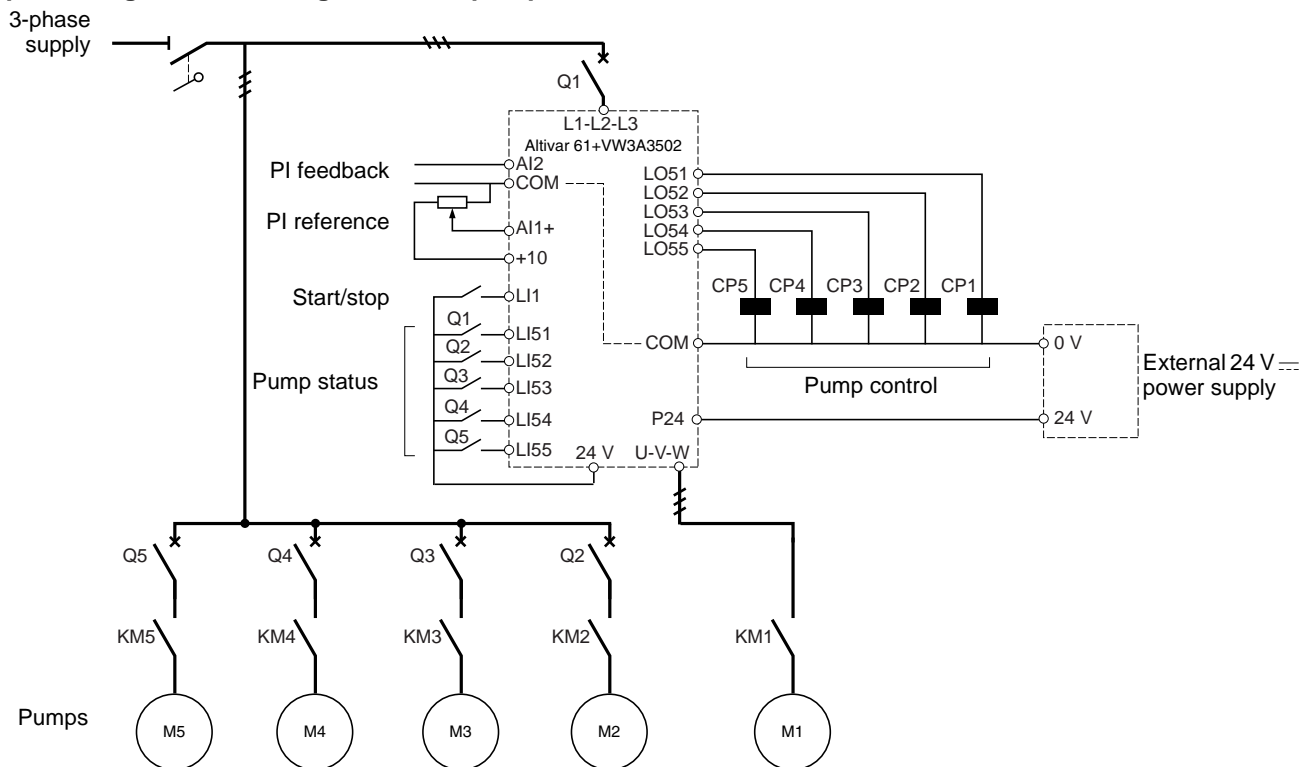 3-phase
supply
Q1
L1-L2-L3
Altivar 61+VW3A3502
PI feedback
AI2
COM
PI reference
AI1+
+10
Start/stop
LI1
Pump status
Q1
LI51
Q2
LI52
Q3
LI53
Q4
LI54
Q5
LI55
24 V
U-V-W
LO51
LO52
LO53
LO54
LO55
CP5
CP4
CP3
CP2
CP1
COM
0 V
Pump control
External 24 V
power supply
P24
24 V
Q5
Q4
Q3
Q2
KM5
KM4
KM3
KM2
KM1
Pumps
M5
M4
M3
M2
M1